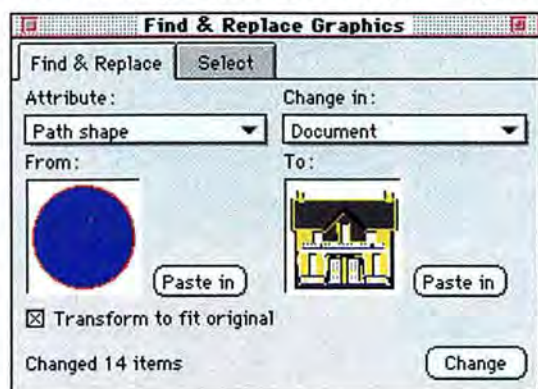 Find & Replace Graphics
Find & Replace
Select
Attribute:
Change in:
Path shape
Document
From:
To:
Paste in
Paste in
Transform to fit original
Changed 14 items
Change